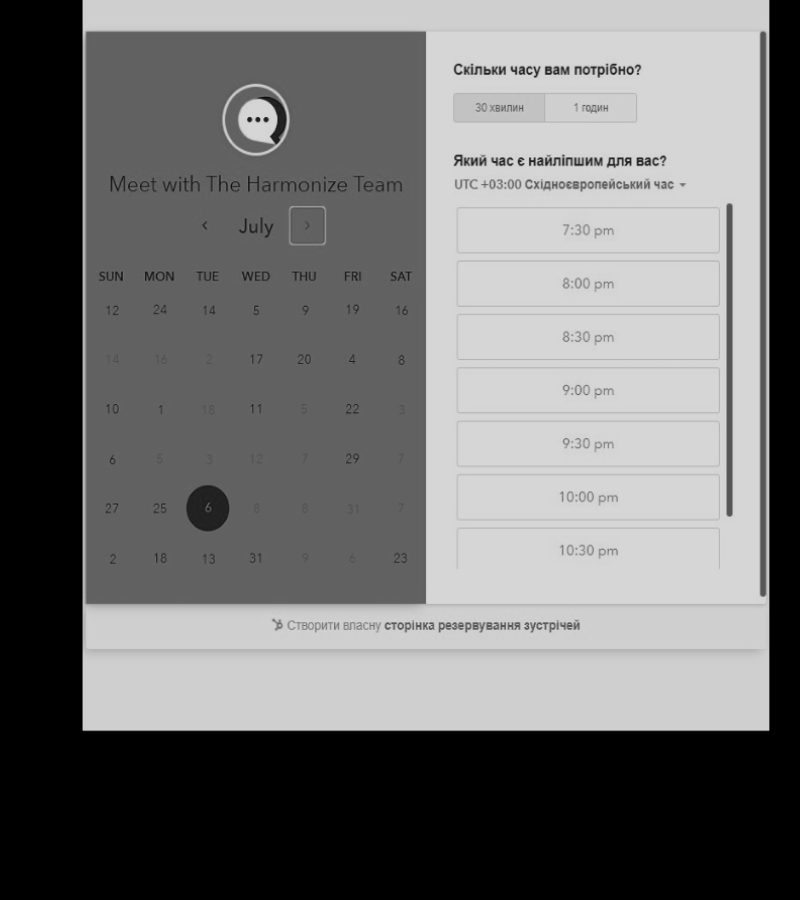 Meet with The Harmonize Team
July
SUN MON TUE WED THU FRI SAT
12 24 14 5 9 19 16
14 16 2 17 20 4 8
10 1 18 11 5 22 3
6 5 3 12 7 29 7
27 25 6 8 8 31 7
2 18 13 31 9 6 23
Скільки часу вам потрібно?
30 хвилин 1 годин
Який час є найліпшим для вас?
UTC +03:00 Східноєвропейський час
7:30 pm
8:00 pm
8:30 pm
9:00 pm
9:30 pm
10:00 pm
10:30 pm
Створити власну сторінка резервування зустрічей